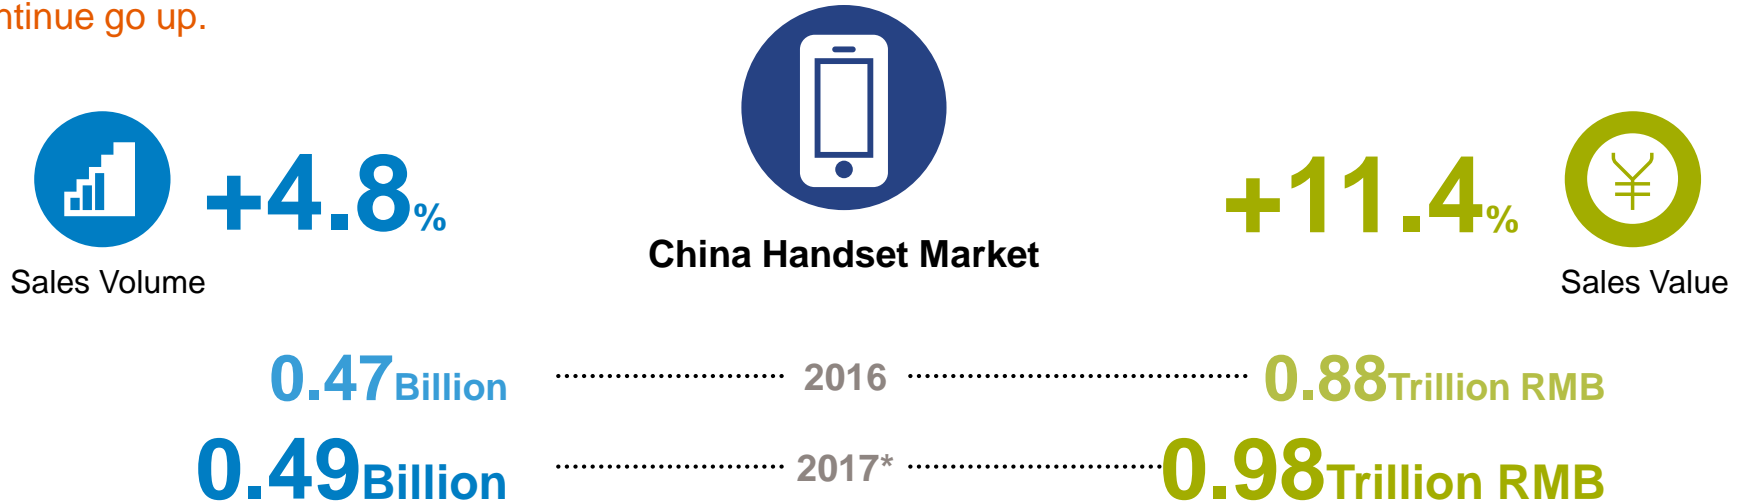 go up.
+4.8%
+11.4%
¥
China Handset Market
Sales Volume
Sales Value
0.47Billion 2016 0.88Trillion RMB
0.49Billion 2017* 0.98Trillion RMB